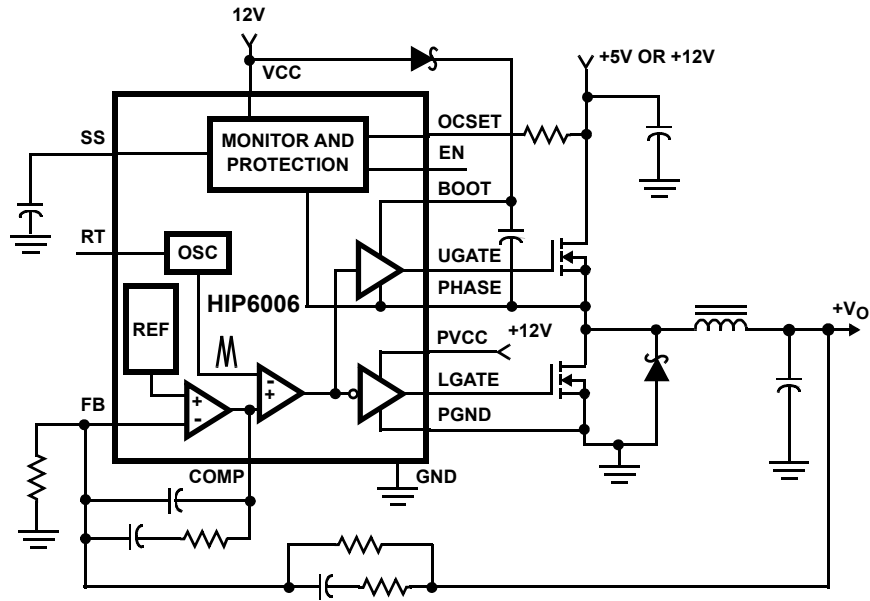 12V
VCC
+5V OR +12V
SS
MONITOR AND
PROTECTION
OCSET
EN
BOOT
RT
OSC
UGATE
HIP6006
PHASE
REF
+VO
PVCC
+12V
LGATE
FB
PGND
COMP
GND
+
-
-
+